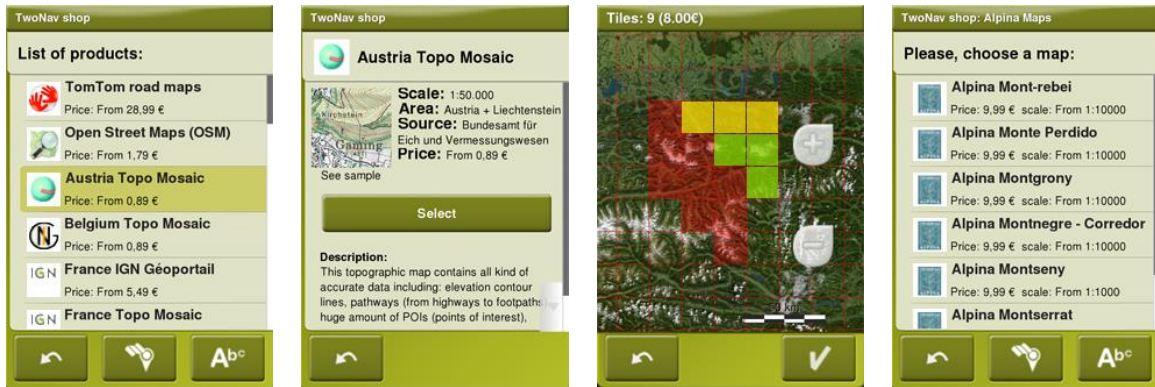 TwoNav shop
List of products:
TomTom road maps
Price: From 28,99 €
Open Street Maps (OSM)
Price: From 1,79 €
Austria Topo Mosaic
Price: From 0,89 €
Belgium Topo Mosaic
Price: From 0,89 €
IGN
France IGN Géoportail
Price: From 5,49 €
IGN
France Topo Mosaic
Abc
TwoNav shop
Austria Topo Mosaic
Scale: 1:50.000
Area: Austria + Liechtenstein
Source: Bundesamt für
Eich und Vermessungswesen
Price: From 0,89 €
Gaming
See sample
Select
Description:
This topographic map contains all kind of
accurate data including: elevation contour
lines, pathways (from highways to footpaths)
huge amount of POIs (points of interest),
Tiles: 9 (8.00€)
km
TwoNav shop: Alpina Maps
Please, choose a map:
Alpina Mont-rebei
Price: 9,99 € scale: From 1:10000
Alpina Monte Perdido
Price: 9,99 € scale: From 1:10000
Alpina Montgrony
Price: 9,99 € scale: From 1:10000
Alpina Montnegre - Corredor
Price: 9,99 € scale: From 1:10000
Alpina Montseny
Price: 9,99 € scale: From 1:1000
Alpina Montserrat
Abc